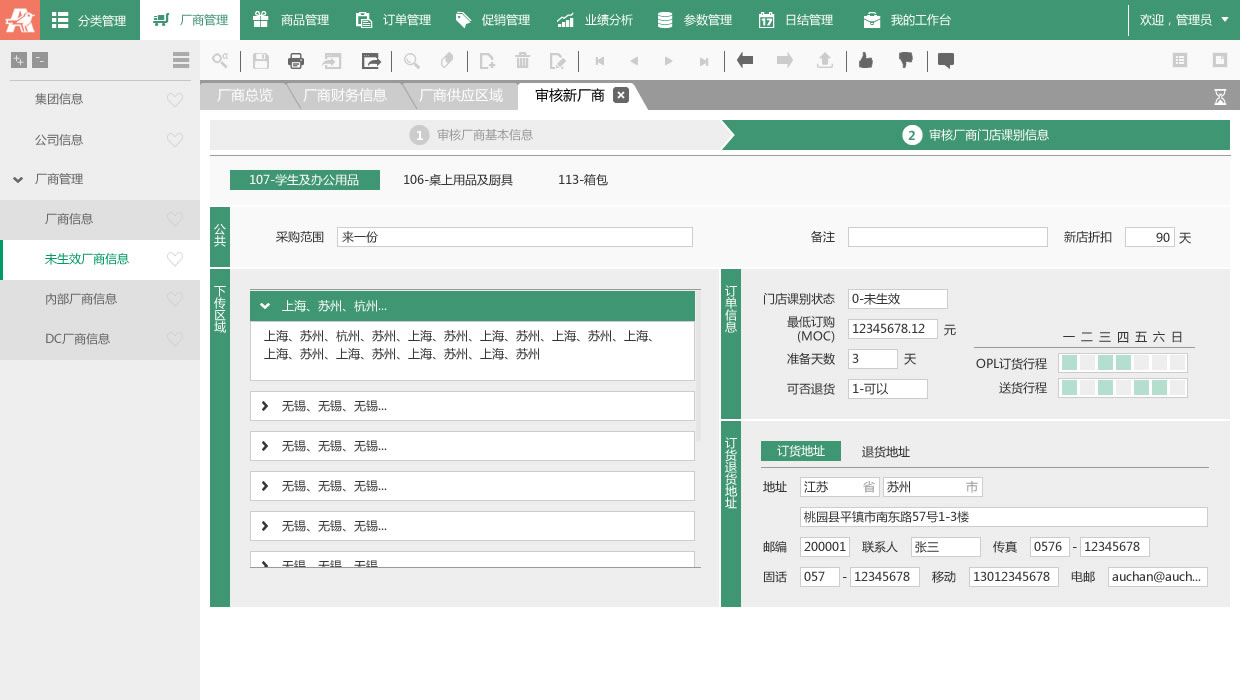 分类管理 厂商管理 商品管理 订单管理 促销管理 业绩分析 参数管理 日结管理 我的工作台 欢迎，管理员
集团信息
公司信息
厂商管理
厂商信息
未生效厂商信息
内部厂商信息
DC厂商信息
厂商总览 厂商财务信息 厂商供应区域 审核新厂商
1 审核厂商基本信息 2 审核厂商门店课别信息
107-学生及办公用品 106-桌上用品及厨具 113-箱包
公共
采购范围 来一份 备注 新店折扣 90 天
下传区域
上海、苏州、杭州...
上海、苏州、杭州、苏州、上海、苏州、上海、苏州、上海、苏州、上海、
上海、苏州、上海、苏州、上海、苏州、上海、苏州
无锡、无锡、无锡...
无锡、无锡、无锡...
无锡、无锡、无锡...
无锡、无锡、无锡...
无锡、无锡、无锡
订单信息
门店课别状态 0-未生效
最低订购
(MOC) 12345678.12 元
准备天数 3 天
可否退货 1-可以
一 二 三 四 五 六 日
OPL订货行程
送货行程
订货退货地址
订货地址 退货地址
地址 江苏 省 苏州 市
桃园县平镇市南东路57号1-3楼
邮编 200001 联系人 张三 传真 0576 - 12345678
固话 057 - 12345678 移动 13012345678 电邮 auchan@auch...